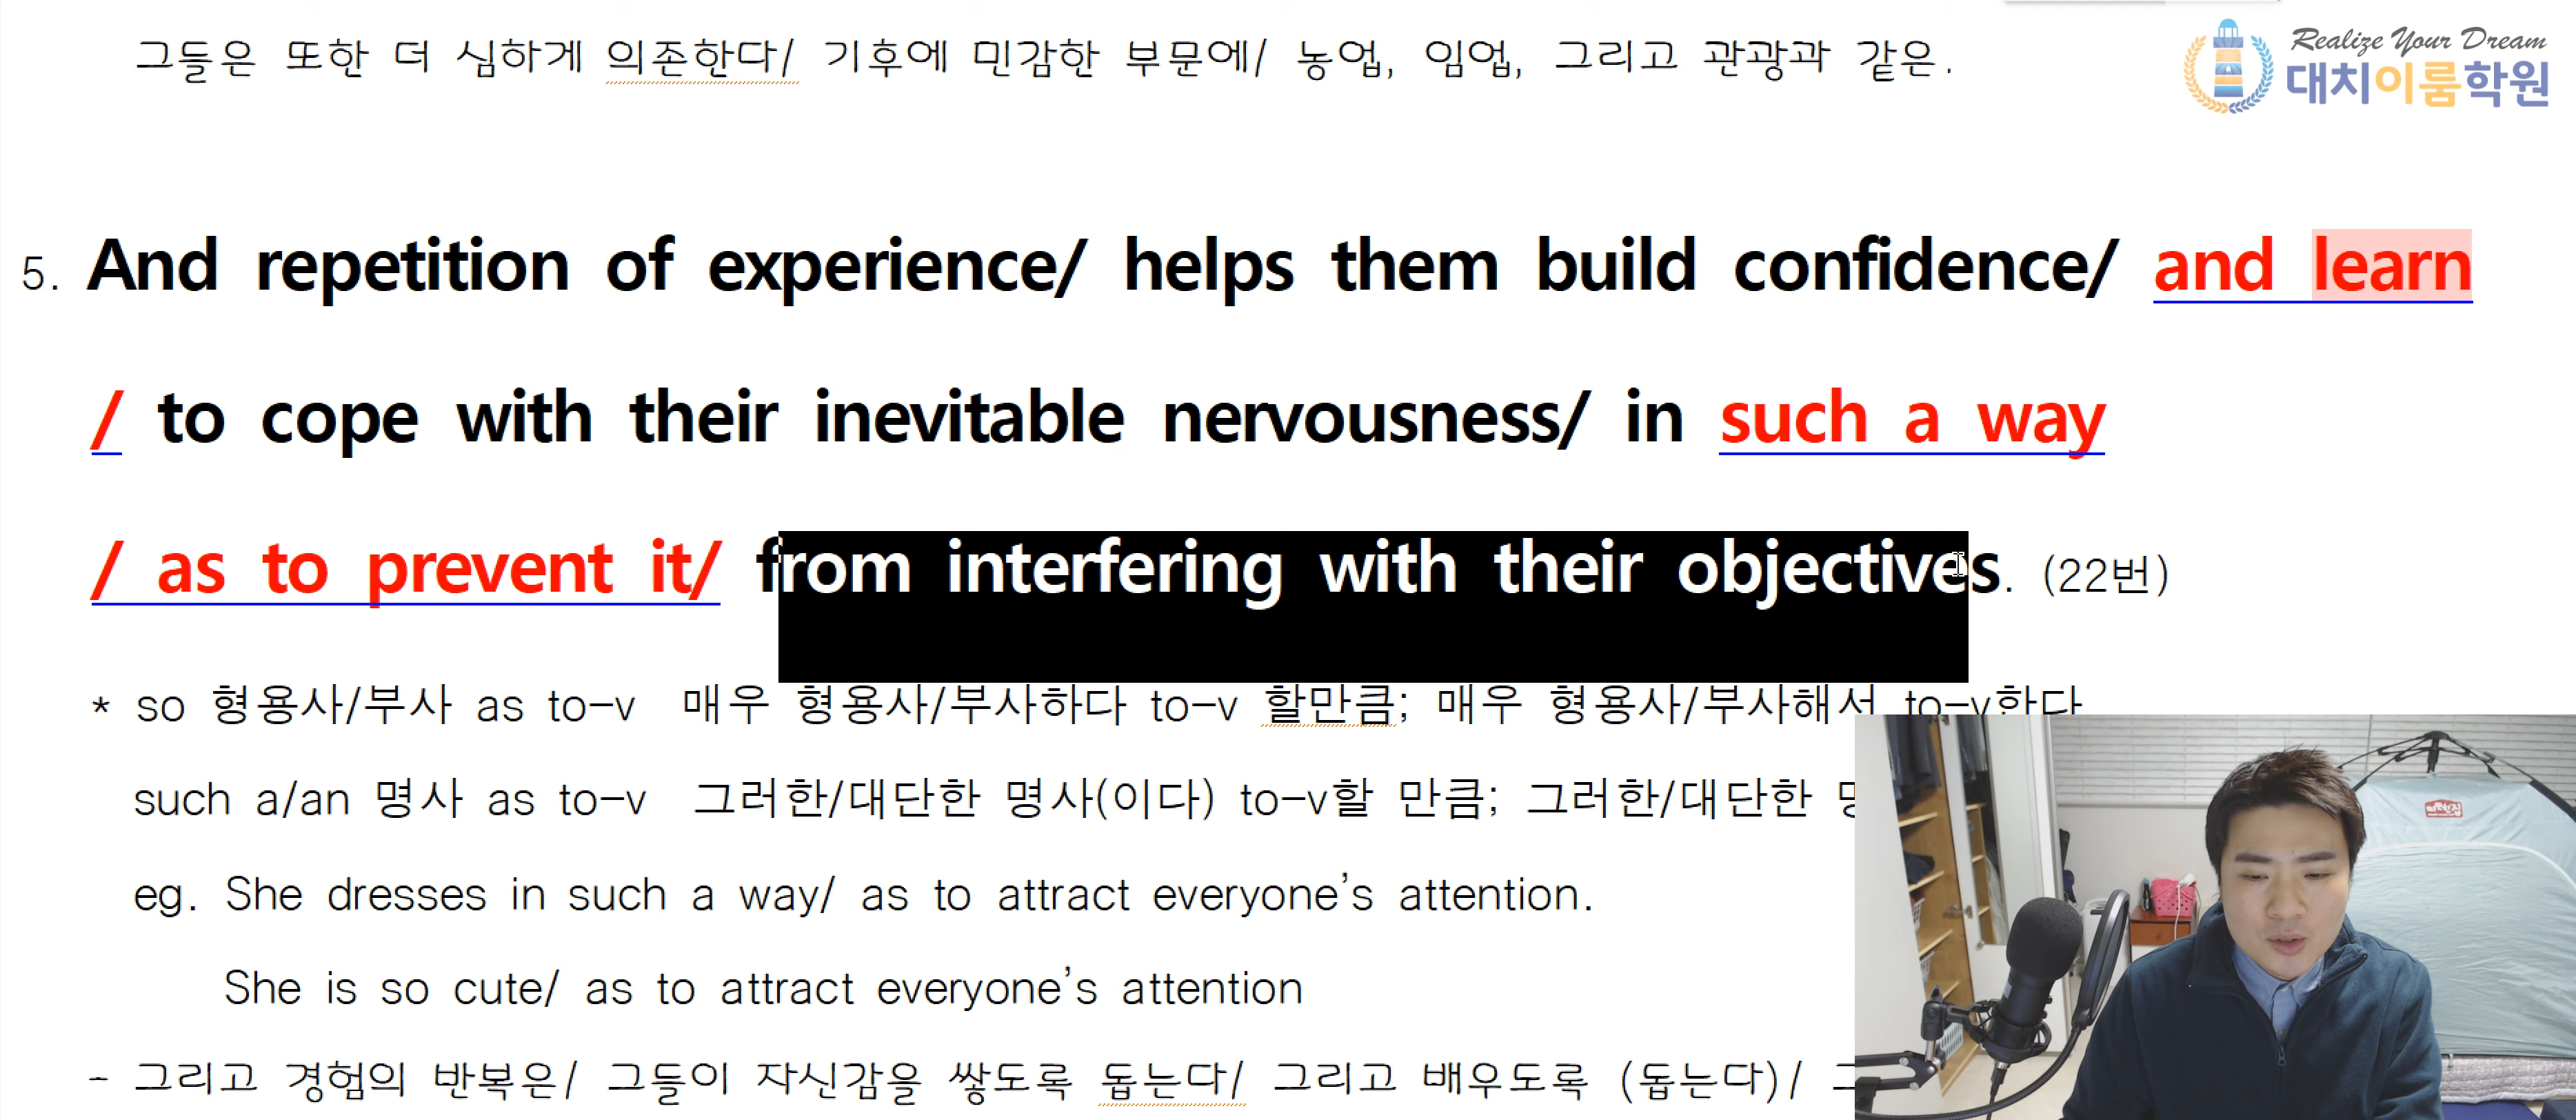 그들은 또한 더 심하게 의존한다/ 기후에 민감한 부문에/ 농업, 임업, 그리고 관광과 같은.
Realize Your Dream
대치이룸학원
5. And repetition of experience/ helps them build confidence/ and learn
/ to cope with their inevitable nervousness/ in such a way
/ as to prevent it/ from interfering with their objectives. (22번)
* so 형용사/부사 as to-v 매우 형용사/부사하다 to-v 할만큼; 매우 형용사/부사해서 to-v한다
such a/an 명사 as to-v 그러한/대단한 명사(이다) to-v할 만큼; 그러한/대단한
eg. She dresses in such a way/ as to attract everyone's attention.
She is so cute/ as to attract everyone's attention
- 그리고 경험의 반복은/ 그들이 자신감을 쌓도록 돕는다/ 그리고 배우도록 (돕는다)/